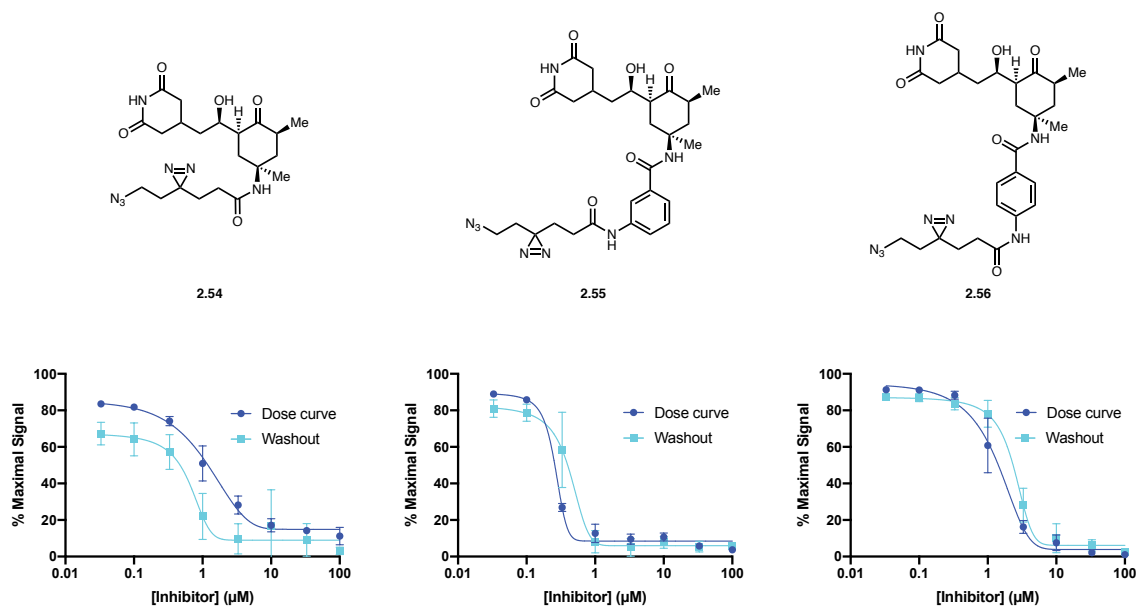 O
HN
O
OH
H
O
Me
Me
NH
O
N=N
N3
2.54
O
HN
O
OH
H
O
Me
Me
NH
O
O
N
H
N3
N=N
2.55
O
HN
O
OH
H
O
Me
Me
NH
O
N=N
N3
NH
O
2.56
100
80
60
40
20
0
% Maximal Signal
Dose curve
Washout
0.01 0.1 1 10 100
[Inhibitor] (µM)
100
80
60
40
20
0
% Maximal Signal
Dose curve
Washout
0.01 0.1 1 10 100
[Inhibitor] (µM)
100
80
60
40
20
0
% Maximal Signal
Dose curve
Washout
0.01 0.1 1 10 100
[Inhibitor] (µM)